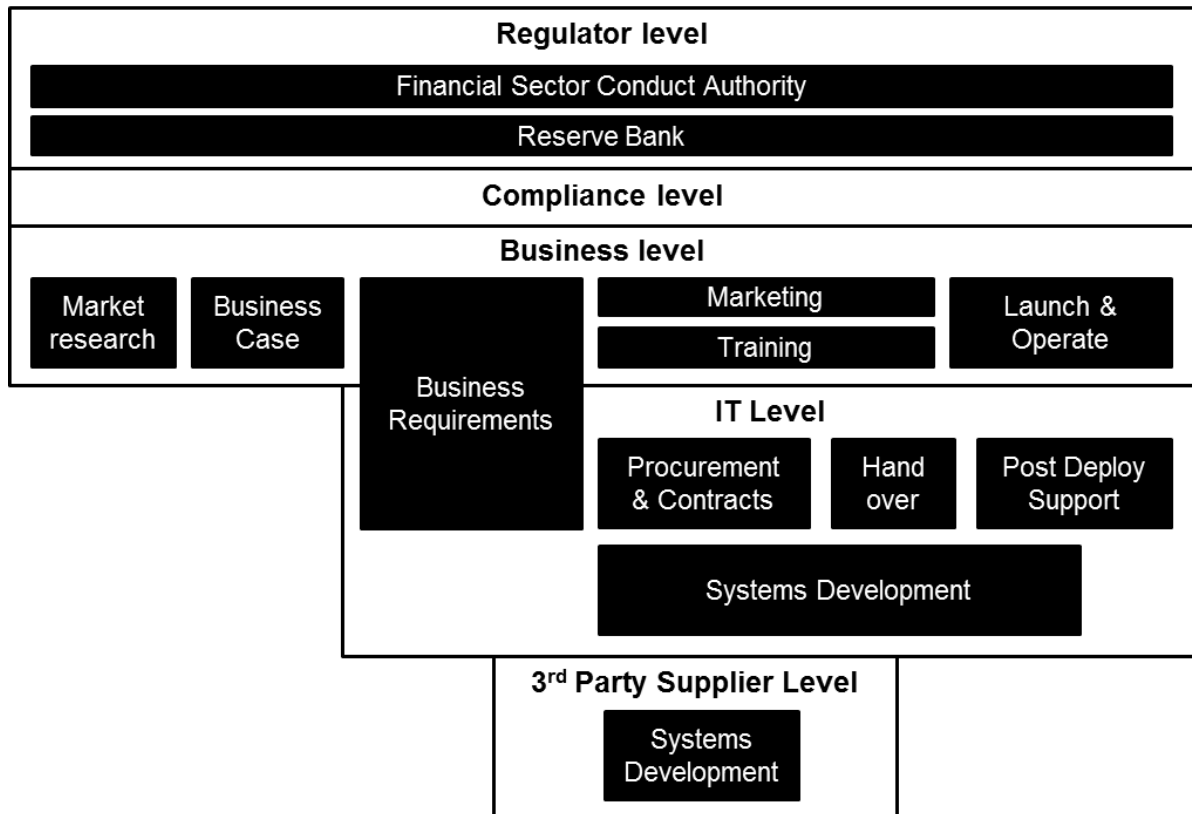 Regulator level
Financial Sector Conduct Authority
Reserve Bank
Compliance level
Business level
Market
research
Business
Case
Business
Requirements
Marketing
Training
Launch &
Operate
IT Level
Procurement
& Contracts
Hand
over
Post Deploy
Support
Systems Development
3rd Party Supplier Level
Systems
Development